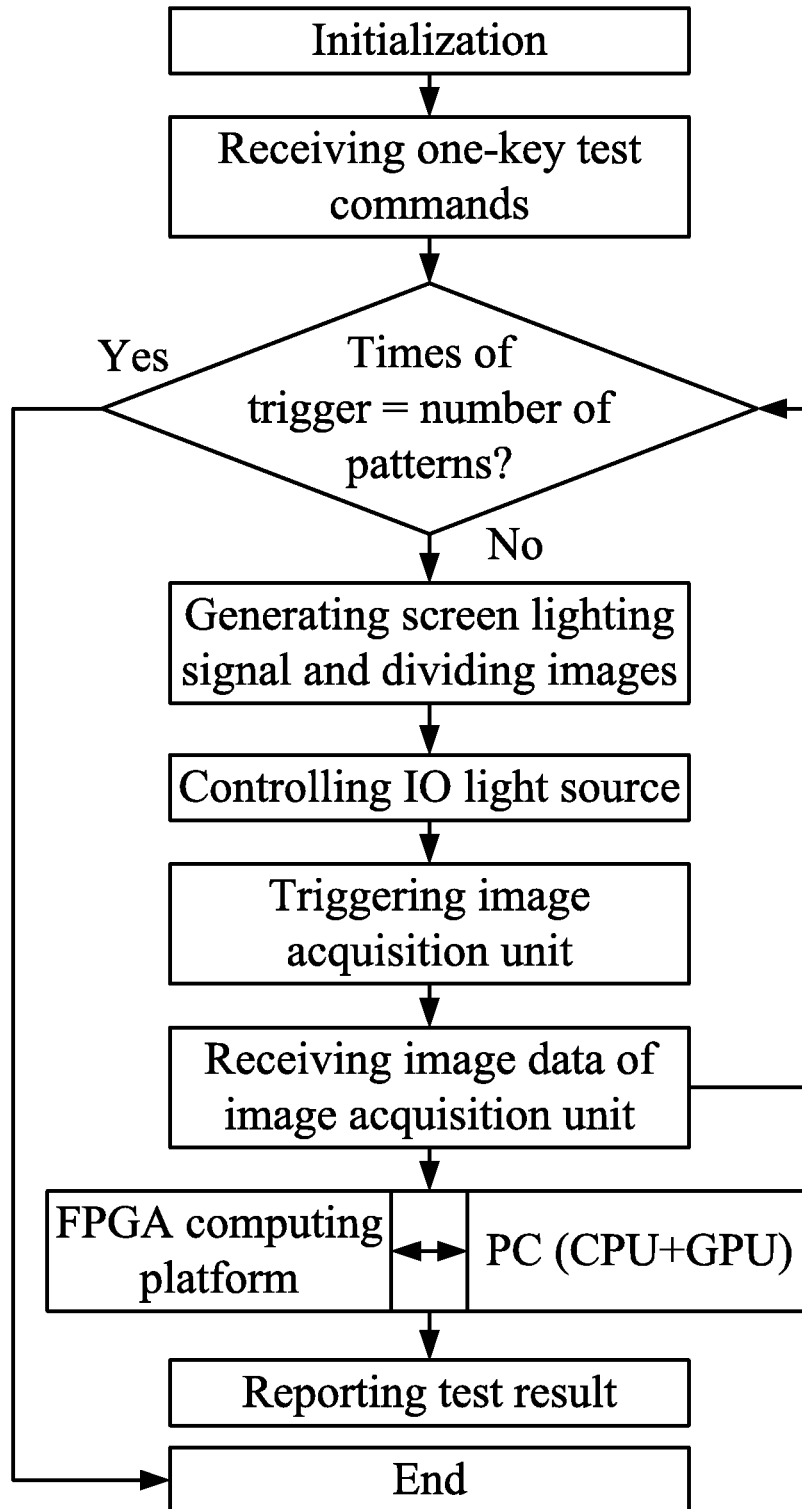 Initialization
Receiving one-key test
commands
Yes
Times of
trigger = number of
patterns?
No
Generating screen lighting
signal and dividing images
Controlling IO light source
Triggering image
acquisition unit
Receiving image data of
image acquisition unit
FPGA computing
platform
PC (CPU+GPU)
Reporting test result
End